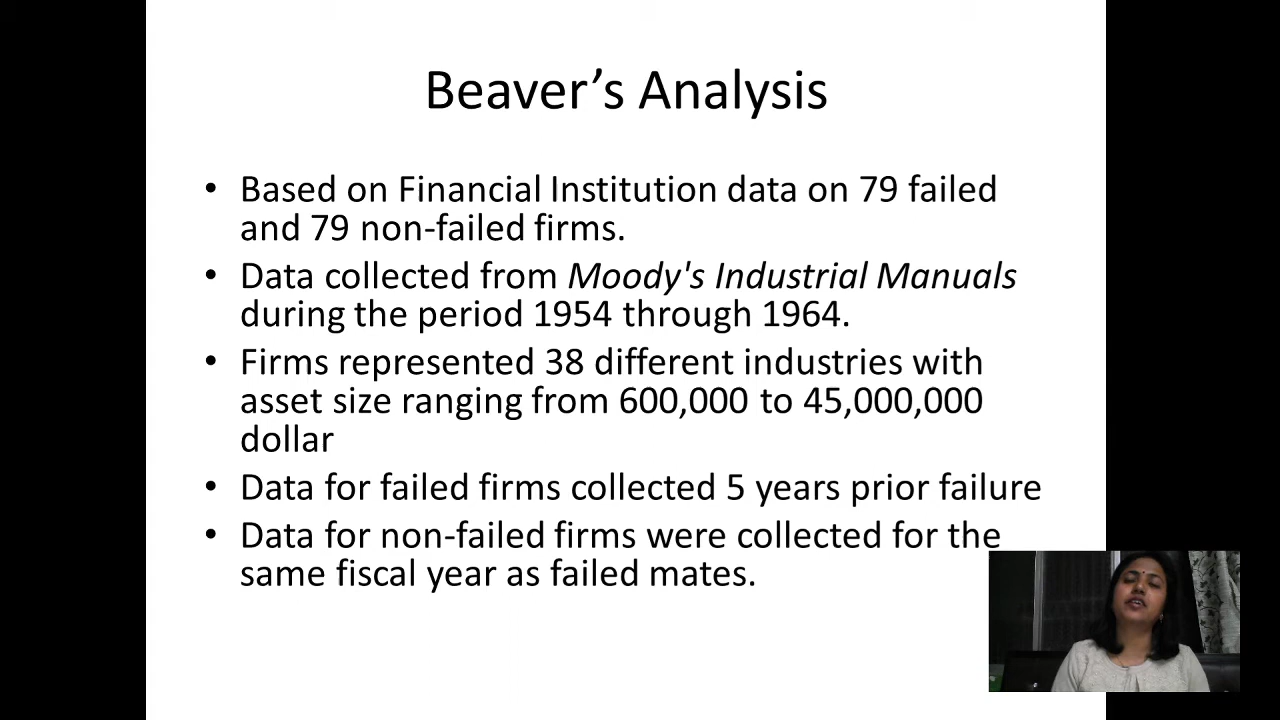 Beaver’s Analysis
• Based on Financial Institution data on 79 failed
and 79 non-failed firms.
• Data collected from Moody's Industrial Manuals
during the period 1954 through 1964.
• Firms represented 38 different industries with
asset size ranging from 600,000 to 45,000,000
dollar
• Data for failed firms collected 5 years prior failure
• Data for non-failed firms were collected for the
same fiscal year as failed mates.